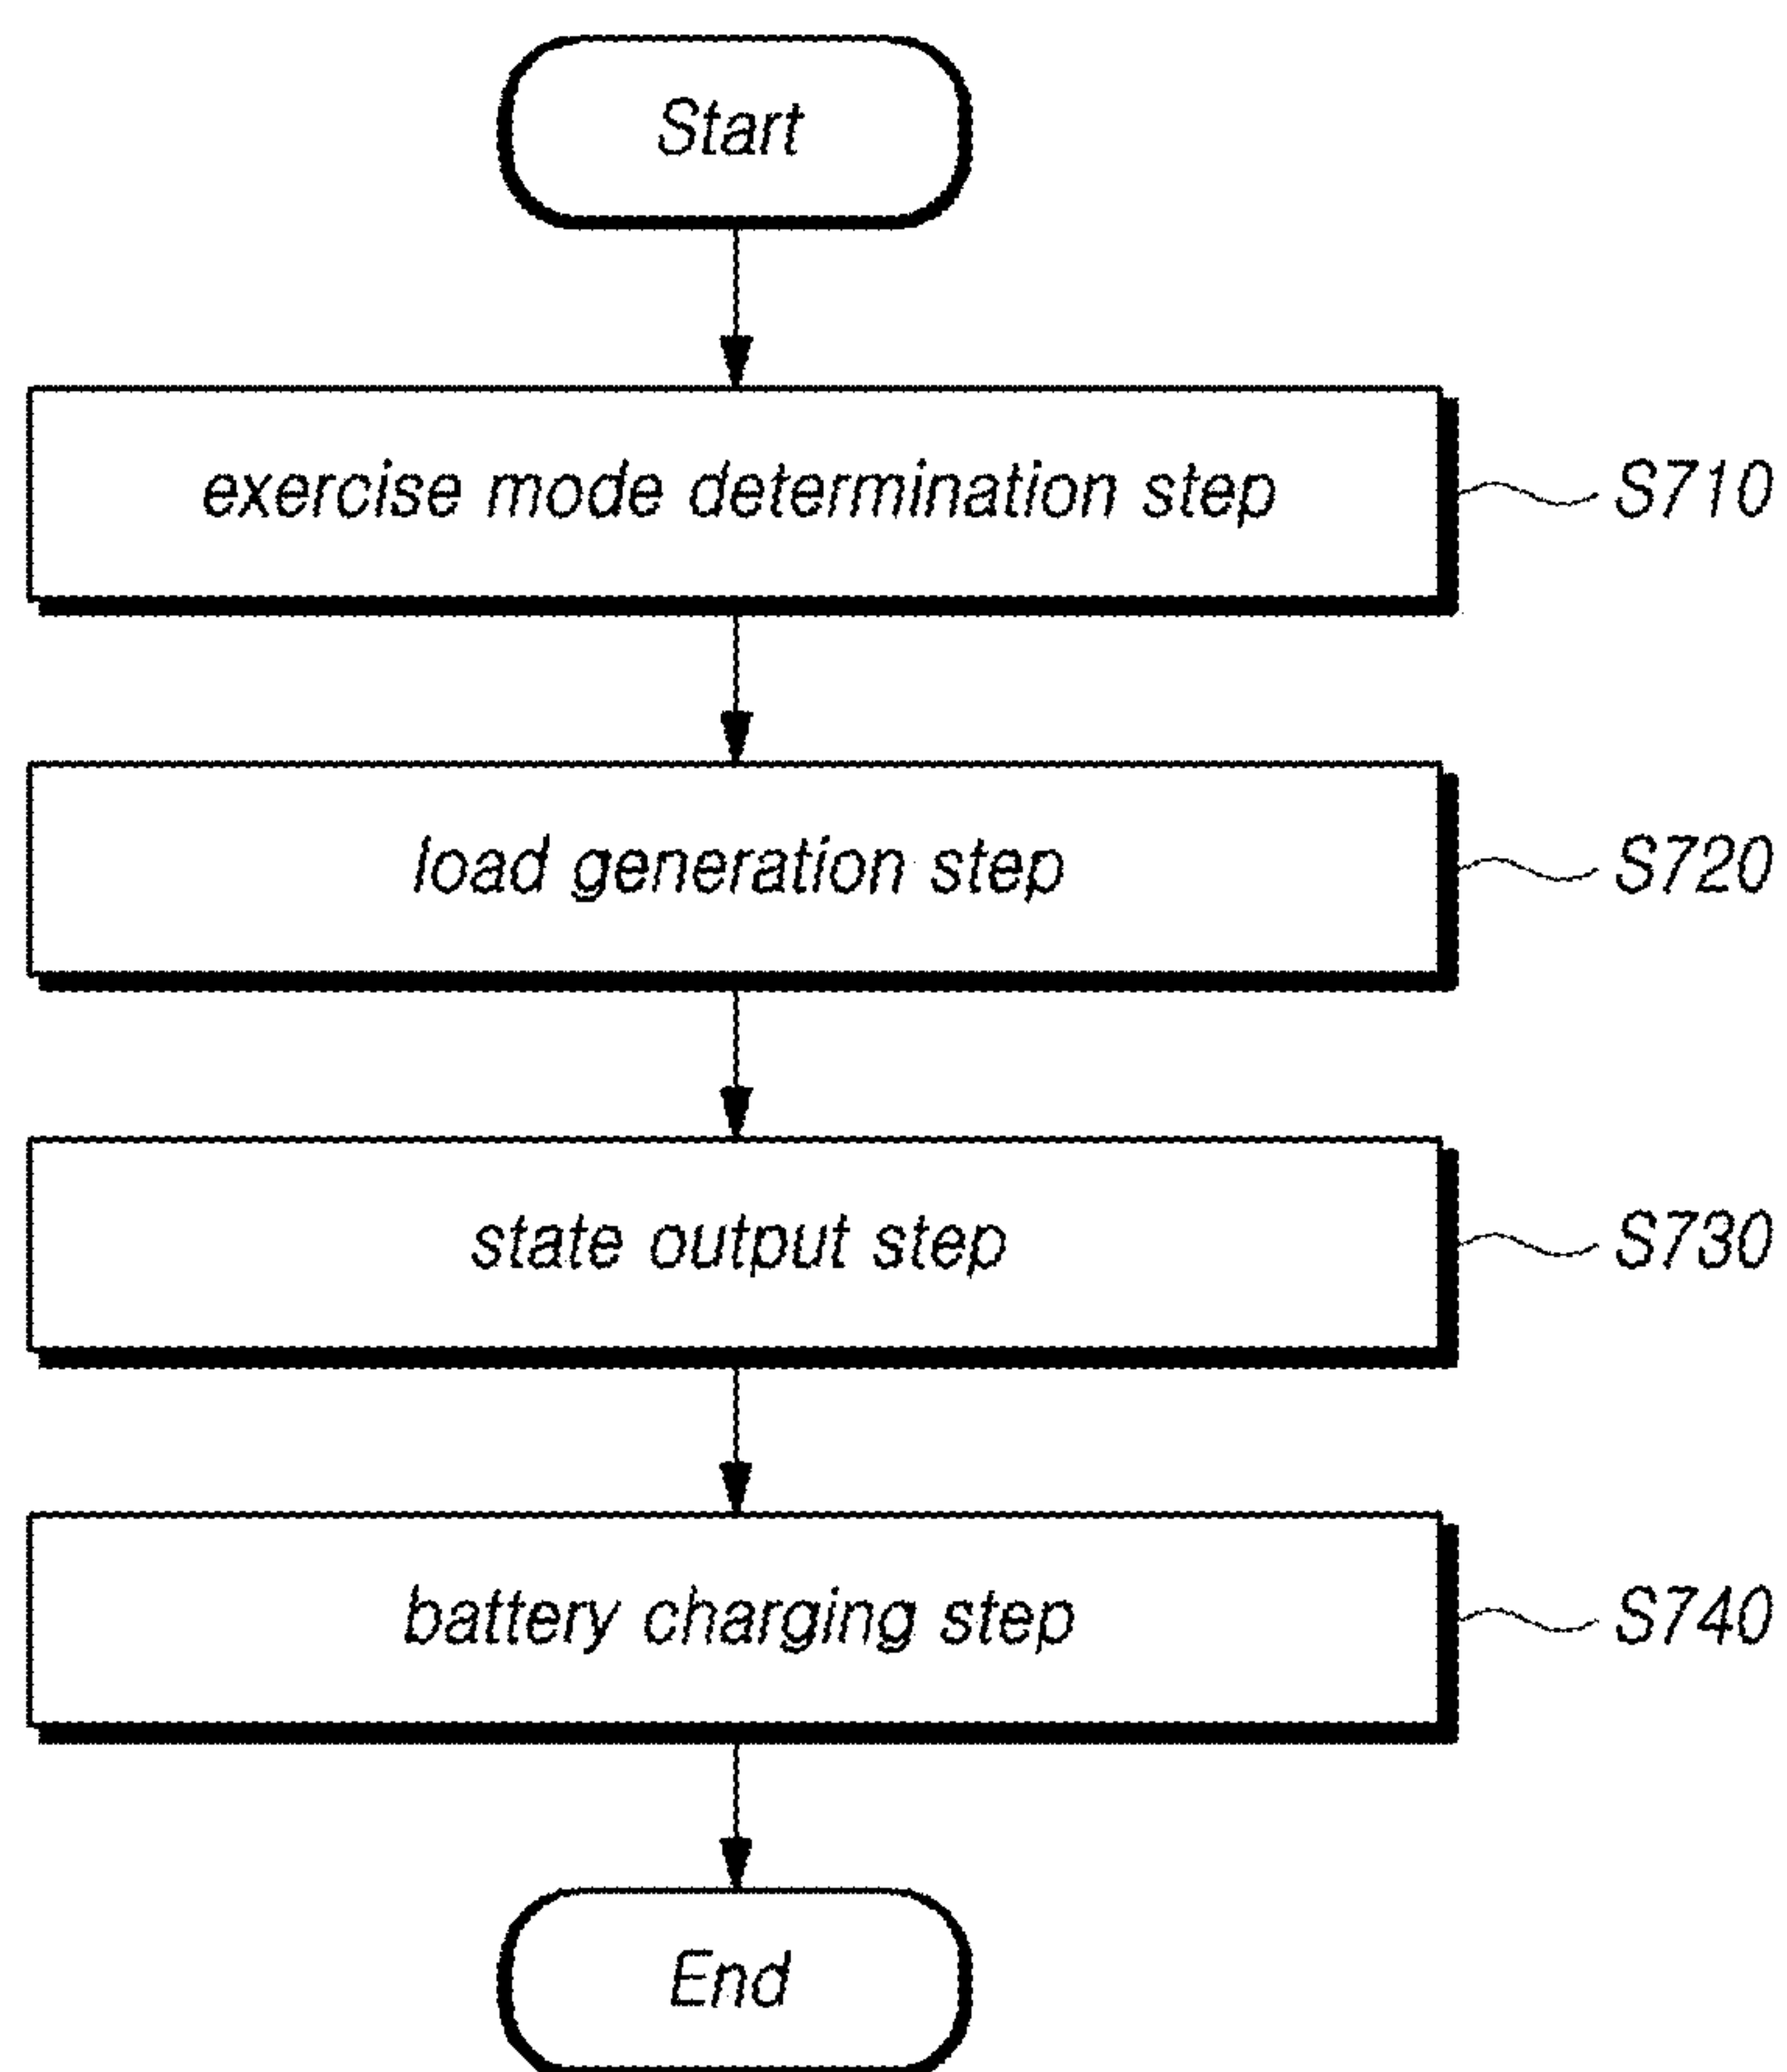 Start
exercise mode determination step
S710
load generation step
S720
state output step
S730
battery charging step
S740
End